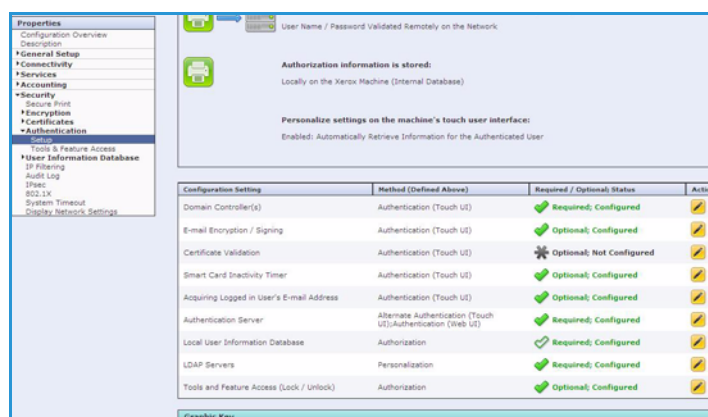 Properties
Configuration Overview
Description
General Setup
Connectivity
Services
Accounting
Security
Secure Print
Encryption
Certificates
Authentication
Setup
Tools & Feature Access
User Information Database
IP Filtering
Audit Log
IPsec
802.1X
System Timeout
Display Network Settings
User Name / Password Validated Remotely on the Network
Authorization information is stored:
Locally on the Xerox Machine (Internal Database)
Personalize settings on the machine's touch user interface:
Enabled: Automatically Retrieve Information for the Authenticated User
Configuration Setting Method (Defined Above) Required / Optional; Status Acti
Domain Controller(s) Authentication (Touch UI) Required; Configured
E-mail Encryption / Signing Authentication (Touch UI) Optional; Configured
Certificate Validation Authentication (Touch UI) Optional; Not Configured
Smart Card Inactivity Timer Authentication (Touch UI) Optional; Configured
Acquiring Logged in User's E-mail Address Authentication (Touch UI) Optional; Configured
Authentication Server Alternate Authentication (Touch UI);Authentication (Web UI) Required; Configured
Local User Information Database Authorization Required; Configured
LDAP Servers Personalization Required; Configured
Tools and Feature Access (Lock / Unlock) Authorization Optional; Configured
Graphic Key